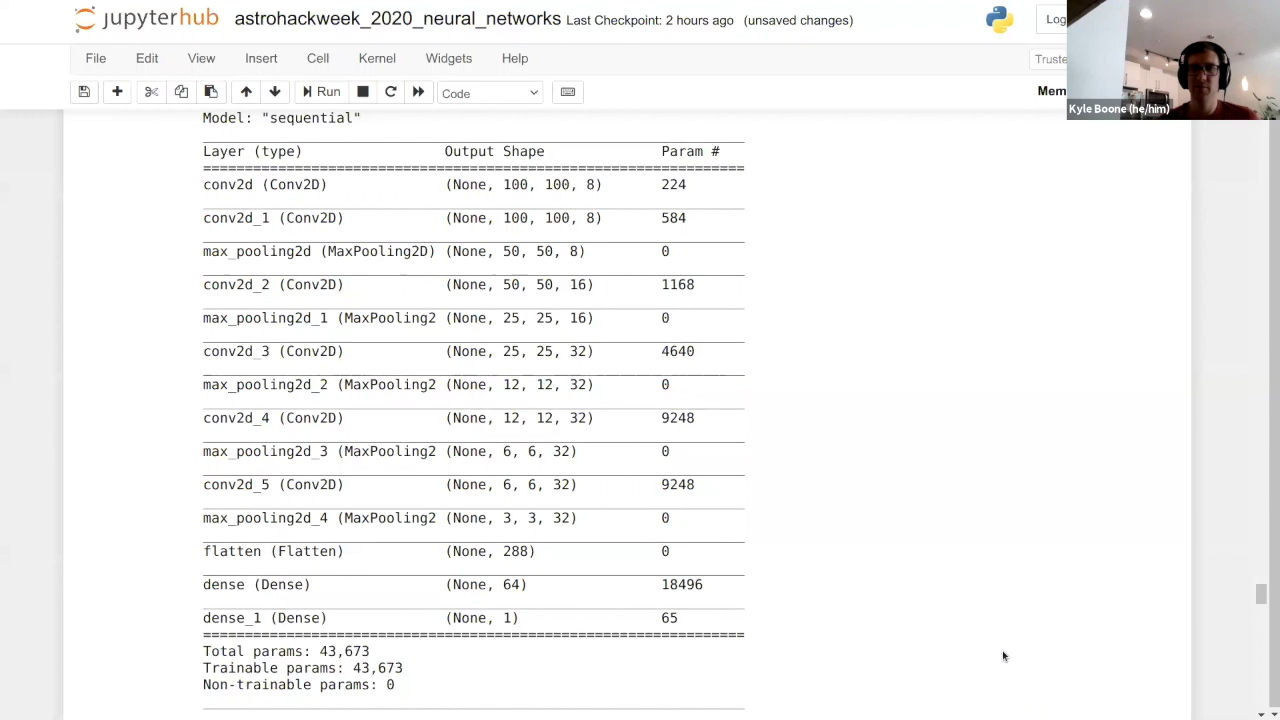 jupyterhub astrohackweek_2020_neural_networks Last Checkpoint: 2 hours ago (unsaved changes)
File Edit View Insert Cell Kernel Widgets Help
Run Code
Kyle Boone (he/him)
Model: "sequential"
Layer (type) Output Shape Param #
=================================================================
conv2d (Conv2D) (None, 100, 100, 8) 224
conv2d_1 (Conv2D) (None, 100, 100, 8) 584
max_pooling2d (MaxPooling2D) (None, 50, 50, 8) 0
conv2d_2 (Conv2D) (None, 50, 50, 16) 1168
max_pooling2d_1 (MaxPooling2 (None, 25, 25, 16) 0
conv2d_3 (Conv2D) (None, 25, 25, 32) 4640
max_pooling2d_2 (MaxPooling2 (None, 12, 12, 32) 0
conv2d_4 (Conv2D) (None, 12, 12, 32) 9248
max_pooling2d_3 (MaxPooling2 (None, 6, 6, 32) 0
conv2d_5 (Conv2D) (None, 6, 6, 32) 9248
max_pooling2d_4 (MaxPooling2 (None, 3, 3, 32) 0
flatten (Flatten) (None, 288) 0
dense (Dense) (None, 64) 18496
dense_1 (Dense) (None, 1) 65
=================================================================
Total params: 43,673
Trainable params: 43,673
Non-trainable params: 0